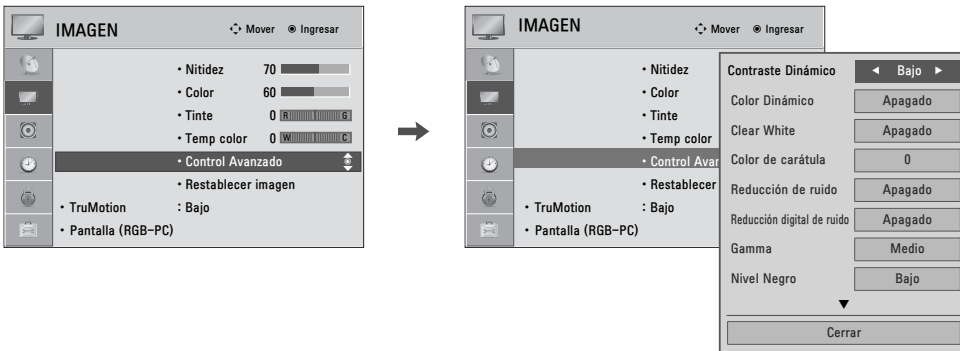 IMAGEN Mover Ingresar
• Nitidez 70
• Color 60
• Tinte 0 R G
• Temp color 0 W C
• Control Avanzado
• Restablecer imagen
• TruMotion : Bajo
• Pantalla (RGB-PC)
IMAGEN Mover Ingresar
• Nitidez
• Color
• Tinte
• Temp color
• Control Avan
• Restablecer
• TruMotion : Bajo
• Pantalla (RGB-PC)
Contraste Dinámico ◄ Bajo ►
Color Dinámico Apagado
Clear White Apagado
Color de carátula 0
Reducción de ruido Apagado
Reducción digital de ruido Apagado
Gamma Medio
Nivel Negro Bajo
▼
Cerrar